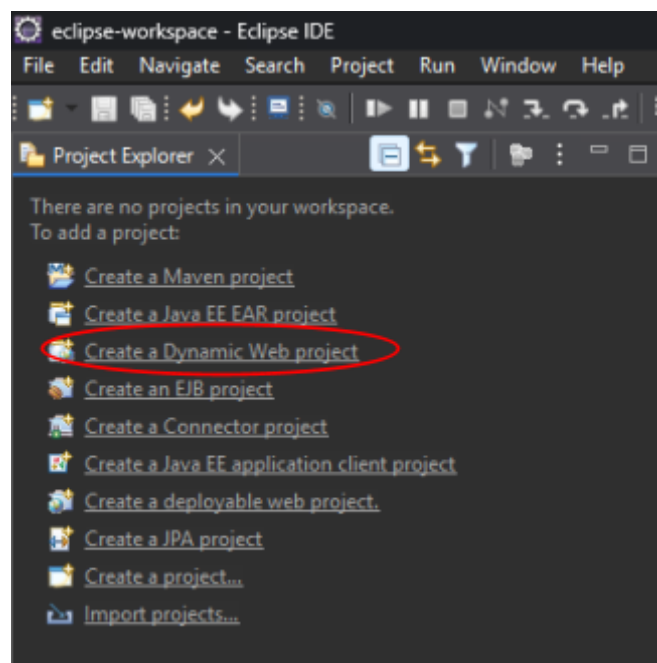 eclipse-workspace - Eclipse IDE
File Edit Navigate Search Project Run Window Help
Project Explorer
There are no projects in your workspace.
To add a project:
Create a Maven project
Create a Java EE EAR project
Create a Dynamic Web project
Create an EJB project
Create a Connector project
Create a Java EE application client project
Create a deployable web project.
Create a JPA project
Create a project...
Import projects...